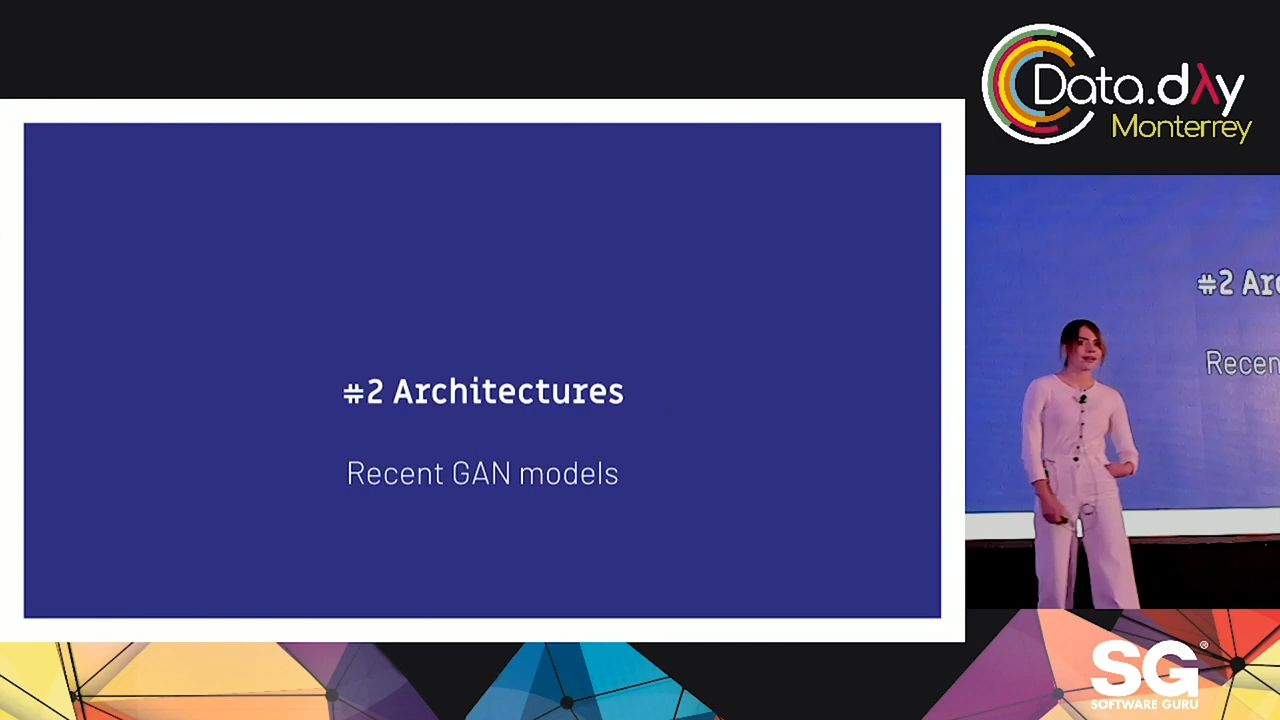 Data.dλy
Monterrey
#2 Architectures
Recent GAN models
#2 Arc
Recen
SG®
SOFTWARE GURU